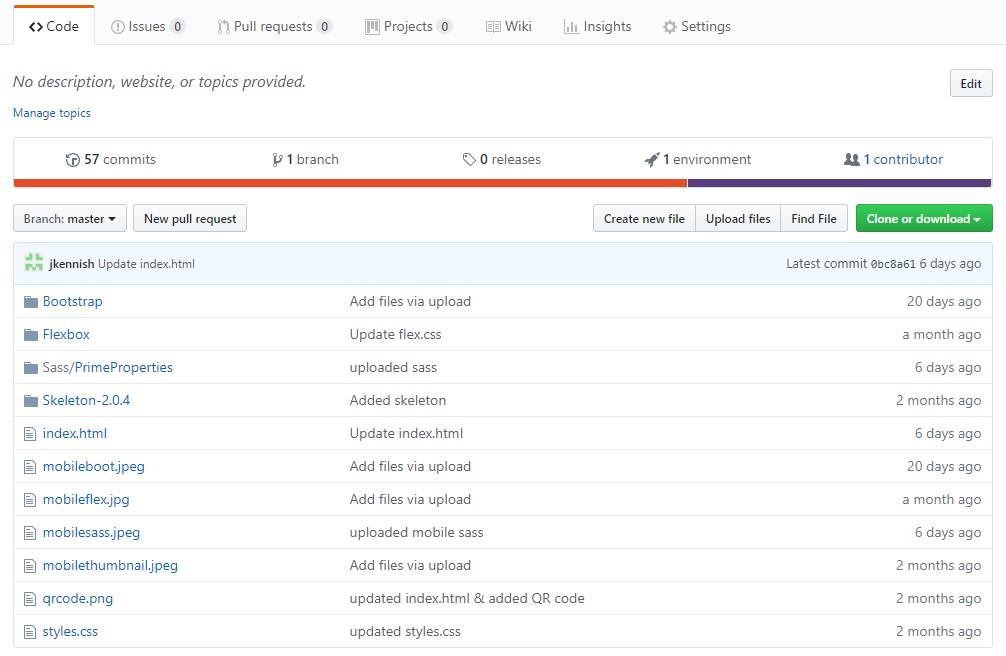 Code Issues 0 Pull requests 0 Projects 0 Wiki Insights Settings
No description, website, or topics provided. Edit
Manage topics
57 commits 1 branch 0 releases 1 environment 1 contributor
Branch: master New pull request Create new file Upload files Find File Clone or download
jkennish Update index.html Latest commit 0bc8a61 6 days ago
Bootstrap Add files via upload 20 days ago
Flexbox Update flex.css a month ago
Sass/PrimeProperties uploaded sass 6 days ago
Skeleton-2.0.4 Added skeleton 2 months ago
index.html Update index.html 6 days ago
mobileboot.jpeg Add files via upload 20 days ago
mobileflex.jpg Add files via upload a month ago
mobilesass.jpeg uploaded mobile sass 6 days ago
mobilethumbnail.jpeg Add files via upload 2 months ago
qrcode.png updated index.html & added QR code 2 months ago
styles.css updated styles.css 2 months ago